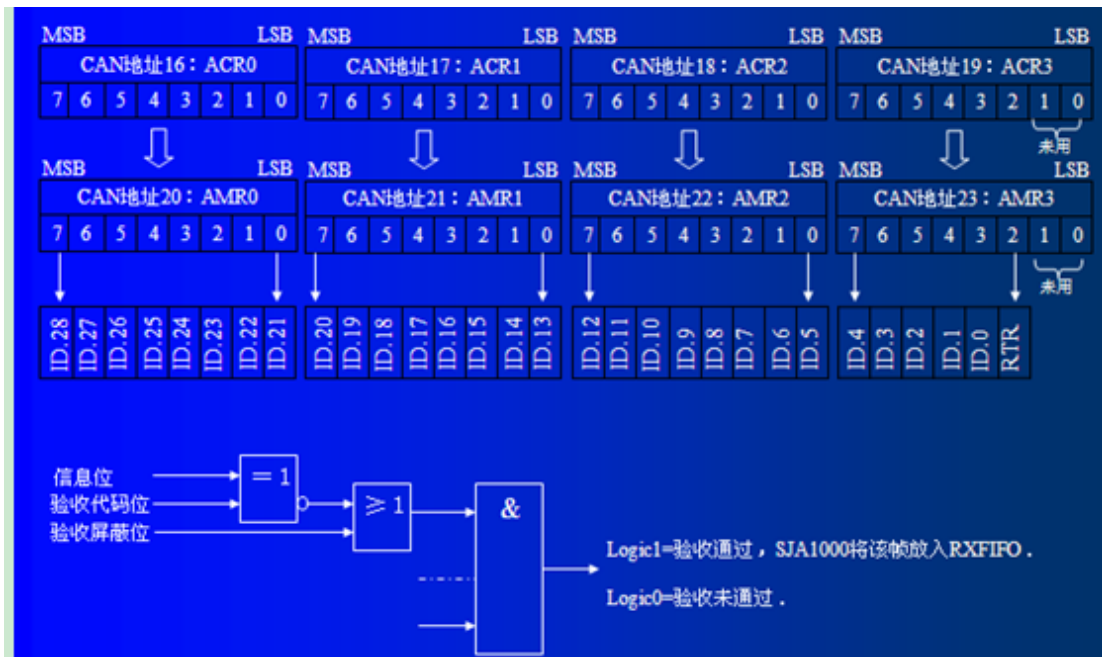 MSB LSB MSB LSB MSB LSB MSB LSB
CAN地址16：ACR0 CAN地址17：ACR1 CAN地址18：ACR2 CAN地址19：ACR3
7 6 5 4 3 2 1 0 7 6 5 4 3 2 1 0 7 6 5 4 3 2 1 0 7 6 5 4 3 2 1 0
未用
MSB LSB MSB LSB MSB LSB MSB LSB
CAN地址20：AMR0 CAN地址21：AMR1 CAN地址22：AMR2 CAN地址23：AMR3
7 6 5 4 3 2 1 0 7 6 5 4 3 2 1 0 7 6 5 4 3 2 1 0 7 6 5 4 3 2 1 0
未用
ID.28 ID.27 ID.26 ID.25 ID.24 ID.23 ID.22 ID.21 ID.20 ID.19 ID.18 ID.17 ID.16 ID.15 ID.14 ID.13 ID.12 ID.11 ID.10 ID.9 ID.8 ID.7 ID.6 ID.5 ID.4 ID.3 ID.2 ID.1 ID.0 RTR
信息位 =1
验收代码位 ≥1 &
验收屏蔽位
Logic1=验收通过，SJA1000将该帧放入RXFIFO．
Logic0=验收未通过．